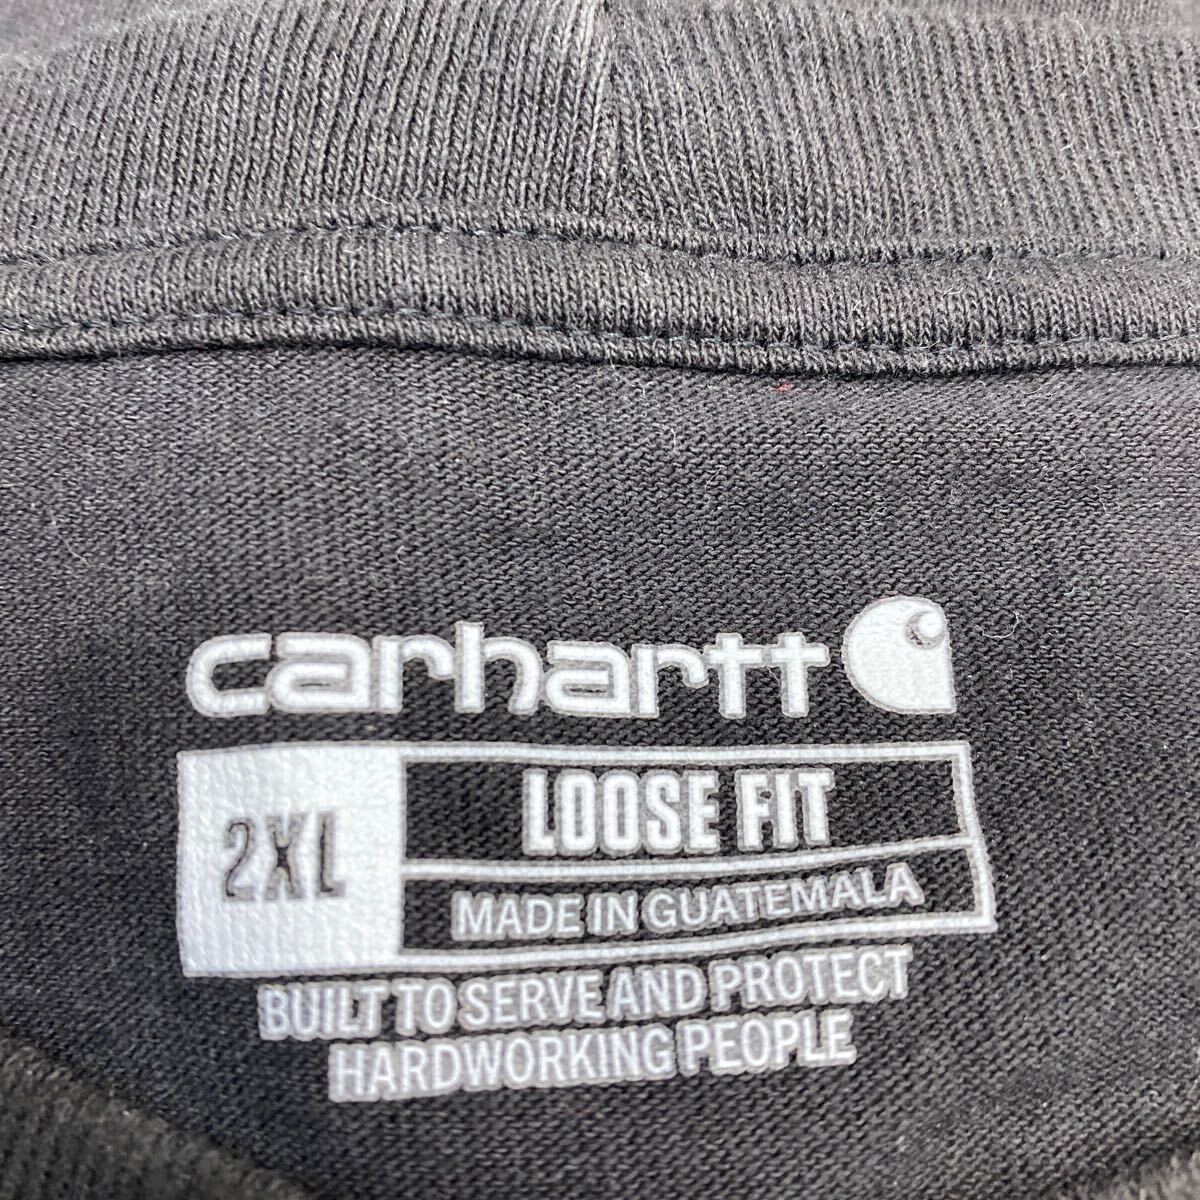 carhartt
2XL
LOOSE FIT
MADE IN GUATEMALA
BUILT TO SERVE AND PROTECT
HARDWORKING PEOPLE